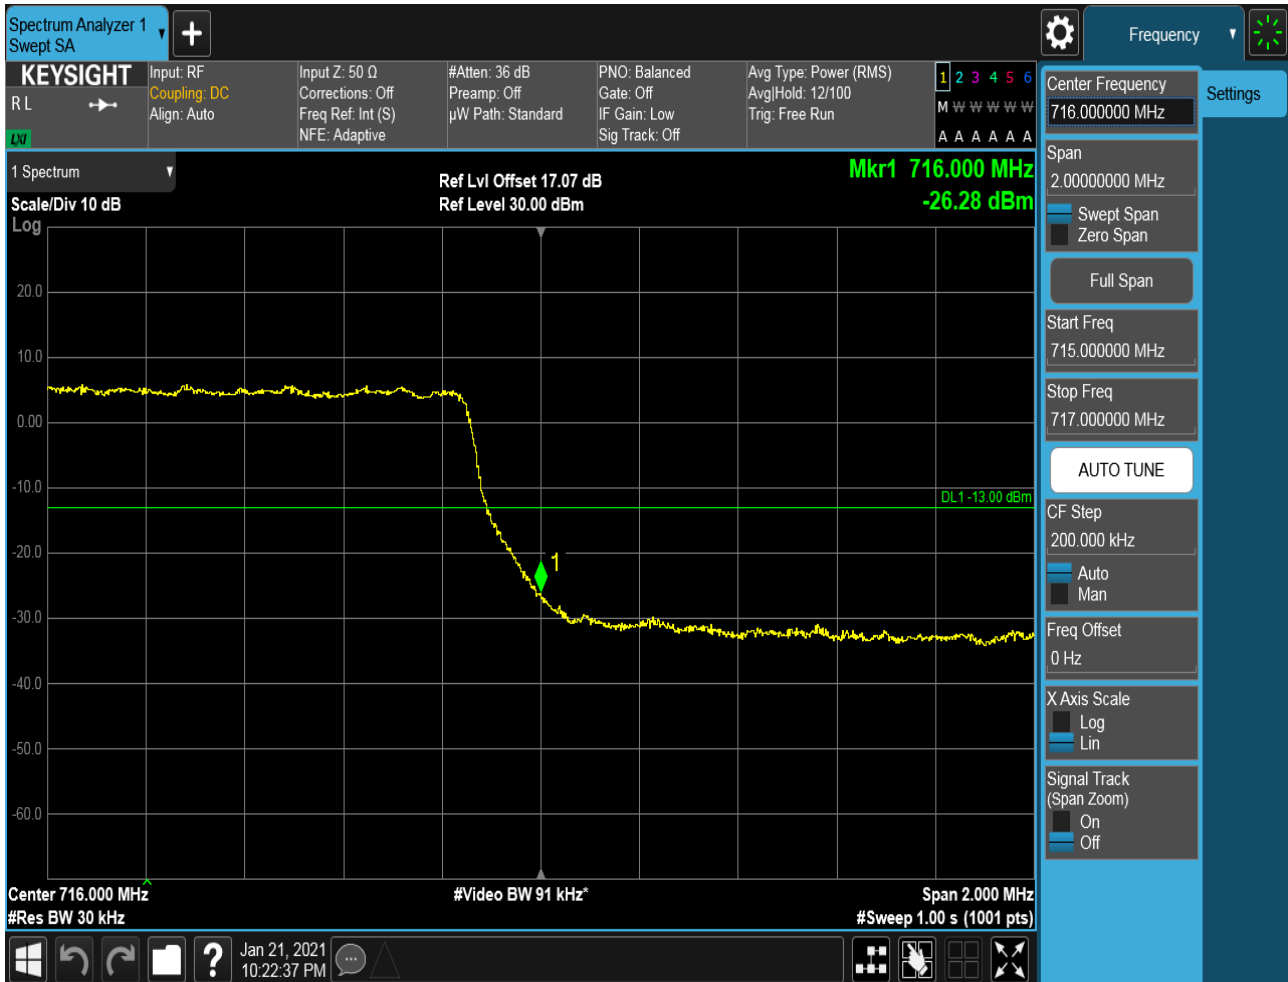 Spectrum Analyzer 1
Swept SA
Frequency
KEYSIGHT
R L
LXI
Input: RF
Coupling: DC
Align: Auto
Input Z: 50 Ω
Corrections: Off
Freq Ref: Int (S)
NFE: Adaptive
#Atten: 36 dB
Preamp: Off
µW Path: Standard
PNO: Balanced
Gate: Off
IF Gain: Low
Sig Track: Off
Avg Type: Power (RMS)
Avg|Hold: 12/100
Trig: Free Run
1 2 3 4 5 6
M W W W W W
A A A A A A
Center Frequency
716.000000 MHz
Settings
Span
2.00000000 MHz
Swept Span
Zero Span
Full Span
Start Freq
715.000000 MHz
Stop Freq
717.000000 MHz
AUTO TUNE
CF Step
200.000 kHz
Auto
Man
Freq Offset
0 Hz
X Axis Scale
Log
Lin
Signal Track
(Span Zoom)
On
Off
1 Spectrum
Scale/Div 10 dB
Log
Ref Lvl Offset 17.07 dB
Ref Level 30.00 dBm
Mkr1 716.000 MHz
-26.28 dBm
20.0
10.0
0.00
-10.0
-20.0
-30.0
-40.0
-50.0
-60.0
DL1 -13.00 dBm
1
Center 716.000 MHz
#Res BW 30 kHz
#Video BW 91 kHz*
Span 2.000 MHz
#Sweep 1.00 s (1001 pts)
?
Jan 21, 2021
10:22:37 PM